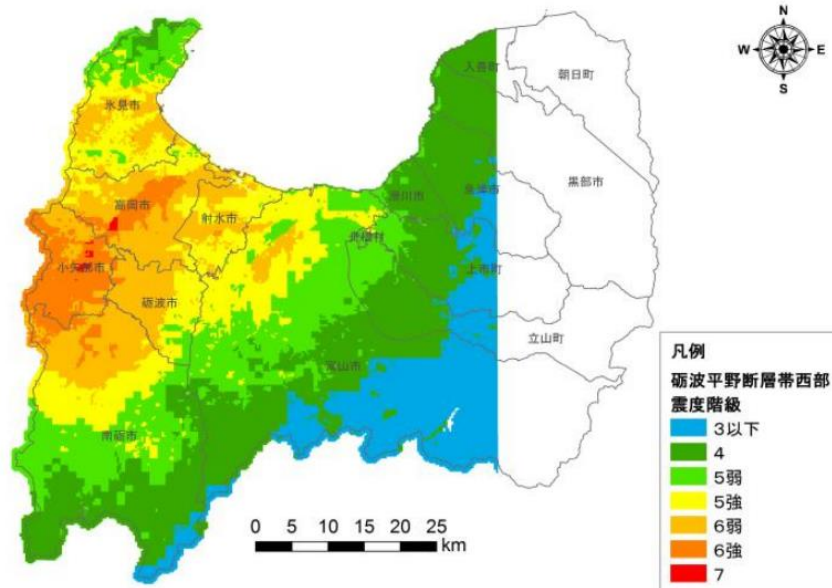 N
W E
S
入善町
朝日町
氷見市
黒部市
滑川市
魚津市
高岡市
射水市
舟橋村
小矢部市
上市町
砺波市
立山町
富山市
南砺市
凡例
砺波平野断層帯西部
震度階級
3以下
4
5弱
5強
6弱
6強
7
0 5 10 15 20 25
km